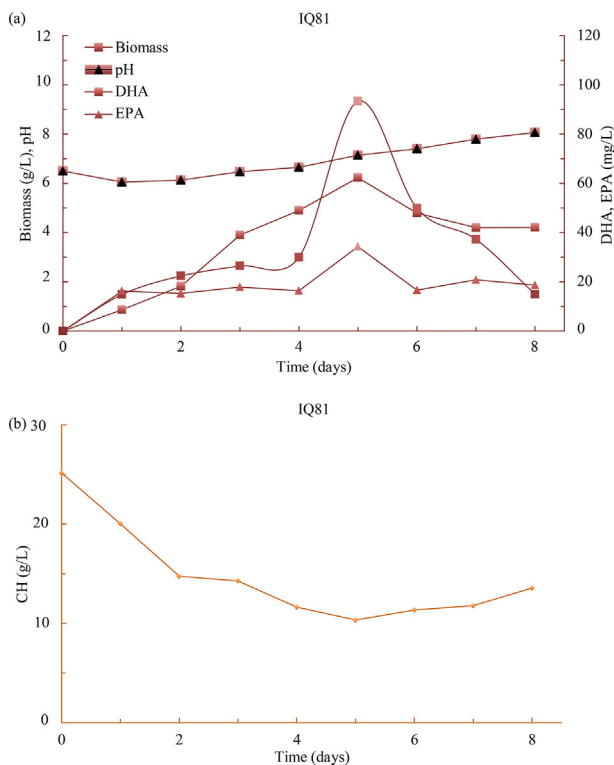 IQ81
(a)
12
10
8
6
4
2
0
Biomass (g/L), pH
Biomass
pH
DHA
EPA
120
100
80
60
40
20
0
DHA, EPA (mg/L)
0 2 4 6 8
Time (days)
IQ81
(b)
30
20
10
0
CH (g/L)
0 2 4 6 8
Time (days)